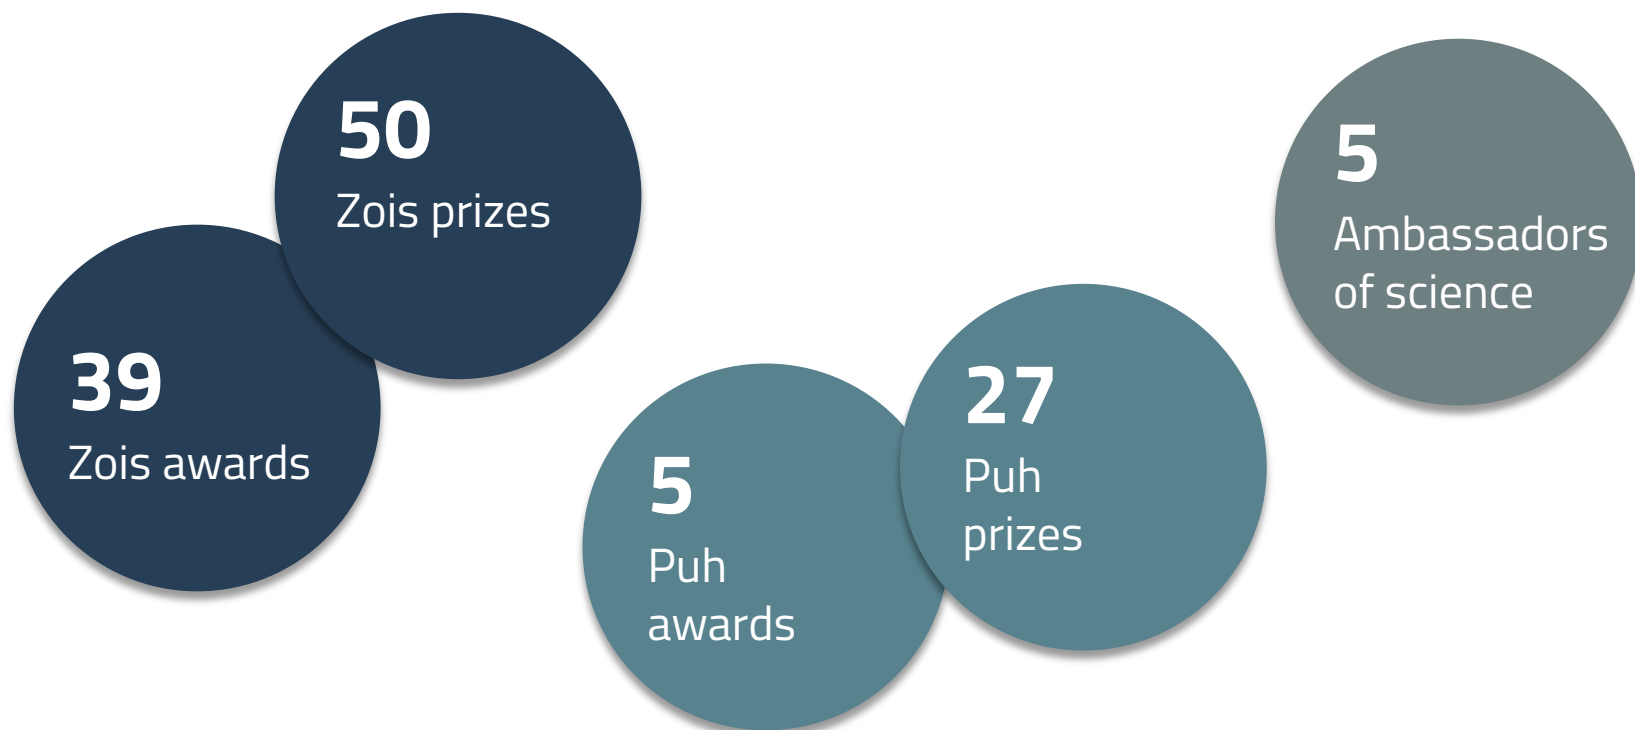 50
Zois prizes
39
Zois awards
5
Puh
awards
27
Puh
prizes
5
Ambassadors
of science